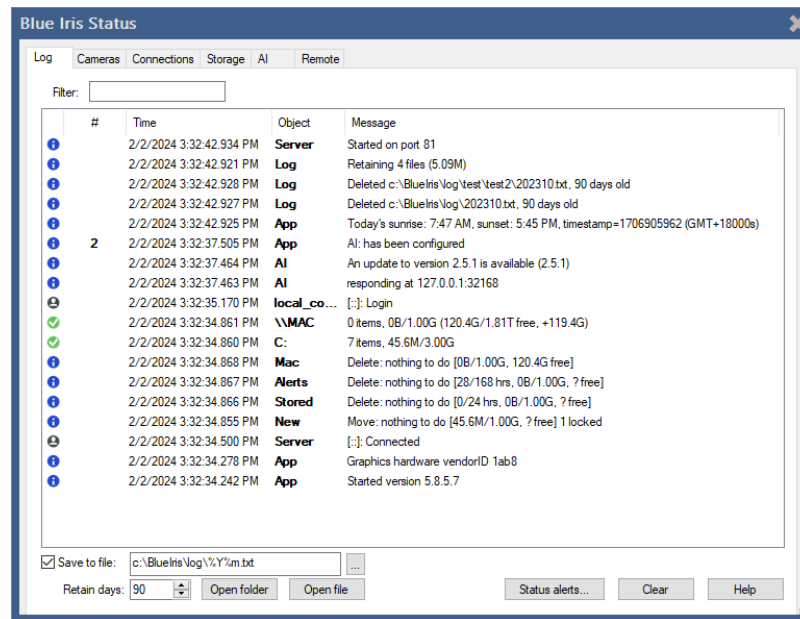 Blue Iris Status
Log Cameras Connections Storage AI Remote
Filter:
# Time Object Message
2/2/2024 3:32:42.934 PM Server Started on port 81
2/2/2024 3:32:42.921 PM Log Retaining 4 files (5.09M)
2/2/2024 3:32:42.928 PM Log Deleted c:\BlueIris\log\test\test2\202310.txt, 90 days old
2/2/2024 3:32:42.927 PM Log Deleted c:\BlueIris\log\202310.txt, 90 days old
2/2/2024 3:32:42.925 PM App Today's sunrise: 7:47 AM, sunset: 5:45 PM, timestamp=1706905962 (GMT+18000s)
2 2/2/2024 3:32:37.505 PM App AI: has been configured
2/2/2024 3:32:37.464 PM AI An update to version 2.5.1 is available (2.5.1)
2/2/2024 3:32:37.463 PM AI responding at 127.0.0.1:32168
2/2/2024 3:32:35.170 PM local_co... [::]: Login
2/2/2024 3:32:34.861 PM \\MAC 0 items, 0B/1.00G (120.4G/1.81T free, +119.4G)
2/2/2024 3:32:34.860 PM C: 7 items, 45.6M/3.00G
2/2/2024 3:32:34.868 PM Mac Delete: nothing to do [0B/1.00G, 120.4G free]
2/2/2024 3:32:34.867 PM Alerts Delete: nothing to do [28/168 hrs, 0B/1.00G, ? free]
2/2/2024 3:32:34.866 PM Stored Delete: nothing to do [0/24 hrs, 0B/1.00G, ? free]
2/2/2024 3:32:34.855 PM New Move: nothing to do [45.6M/1.00G, ? free] 1 locked
2/2/2024 3:32:34.500 PM Server [::]: Connected
2/2/2024 3:32:34.278 PM App Graphics hardware vendorID 1ab8
2/2/2024 3:32:34.242 PM App Started version 5.8.5.7
Save to file: c:\BlueIris\log\%Y%m.txt ...
Retain days: 90 Open folder Open file Status alerts... Clear Help